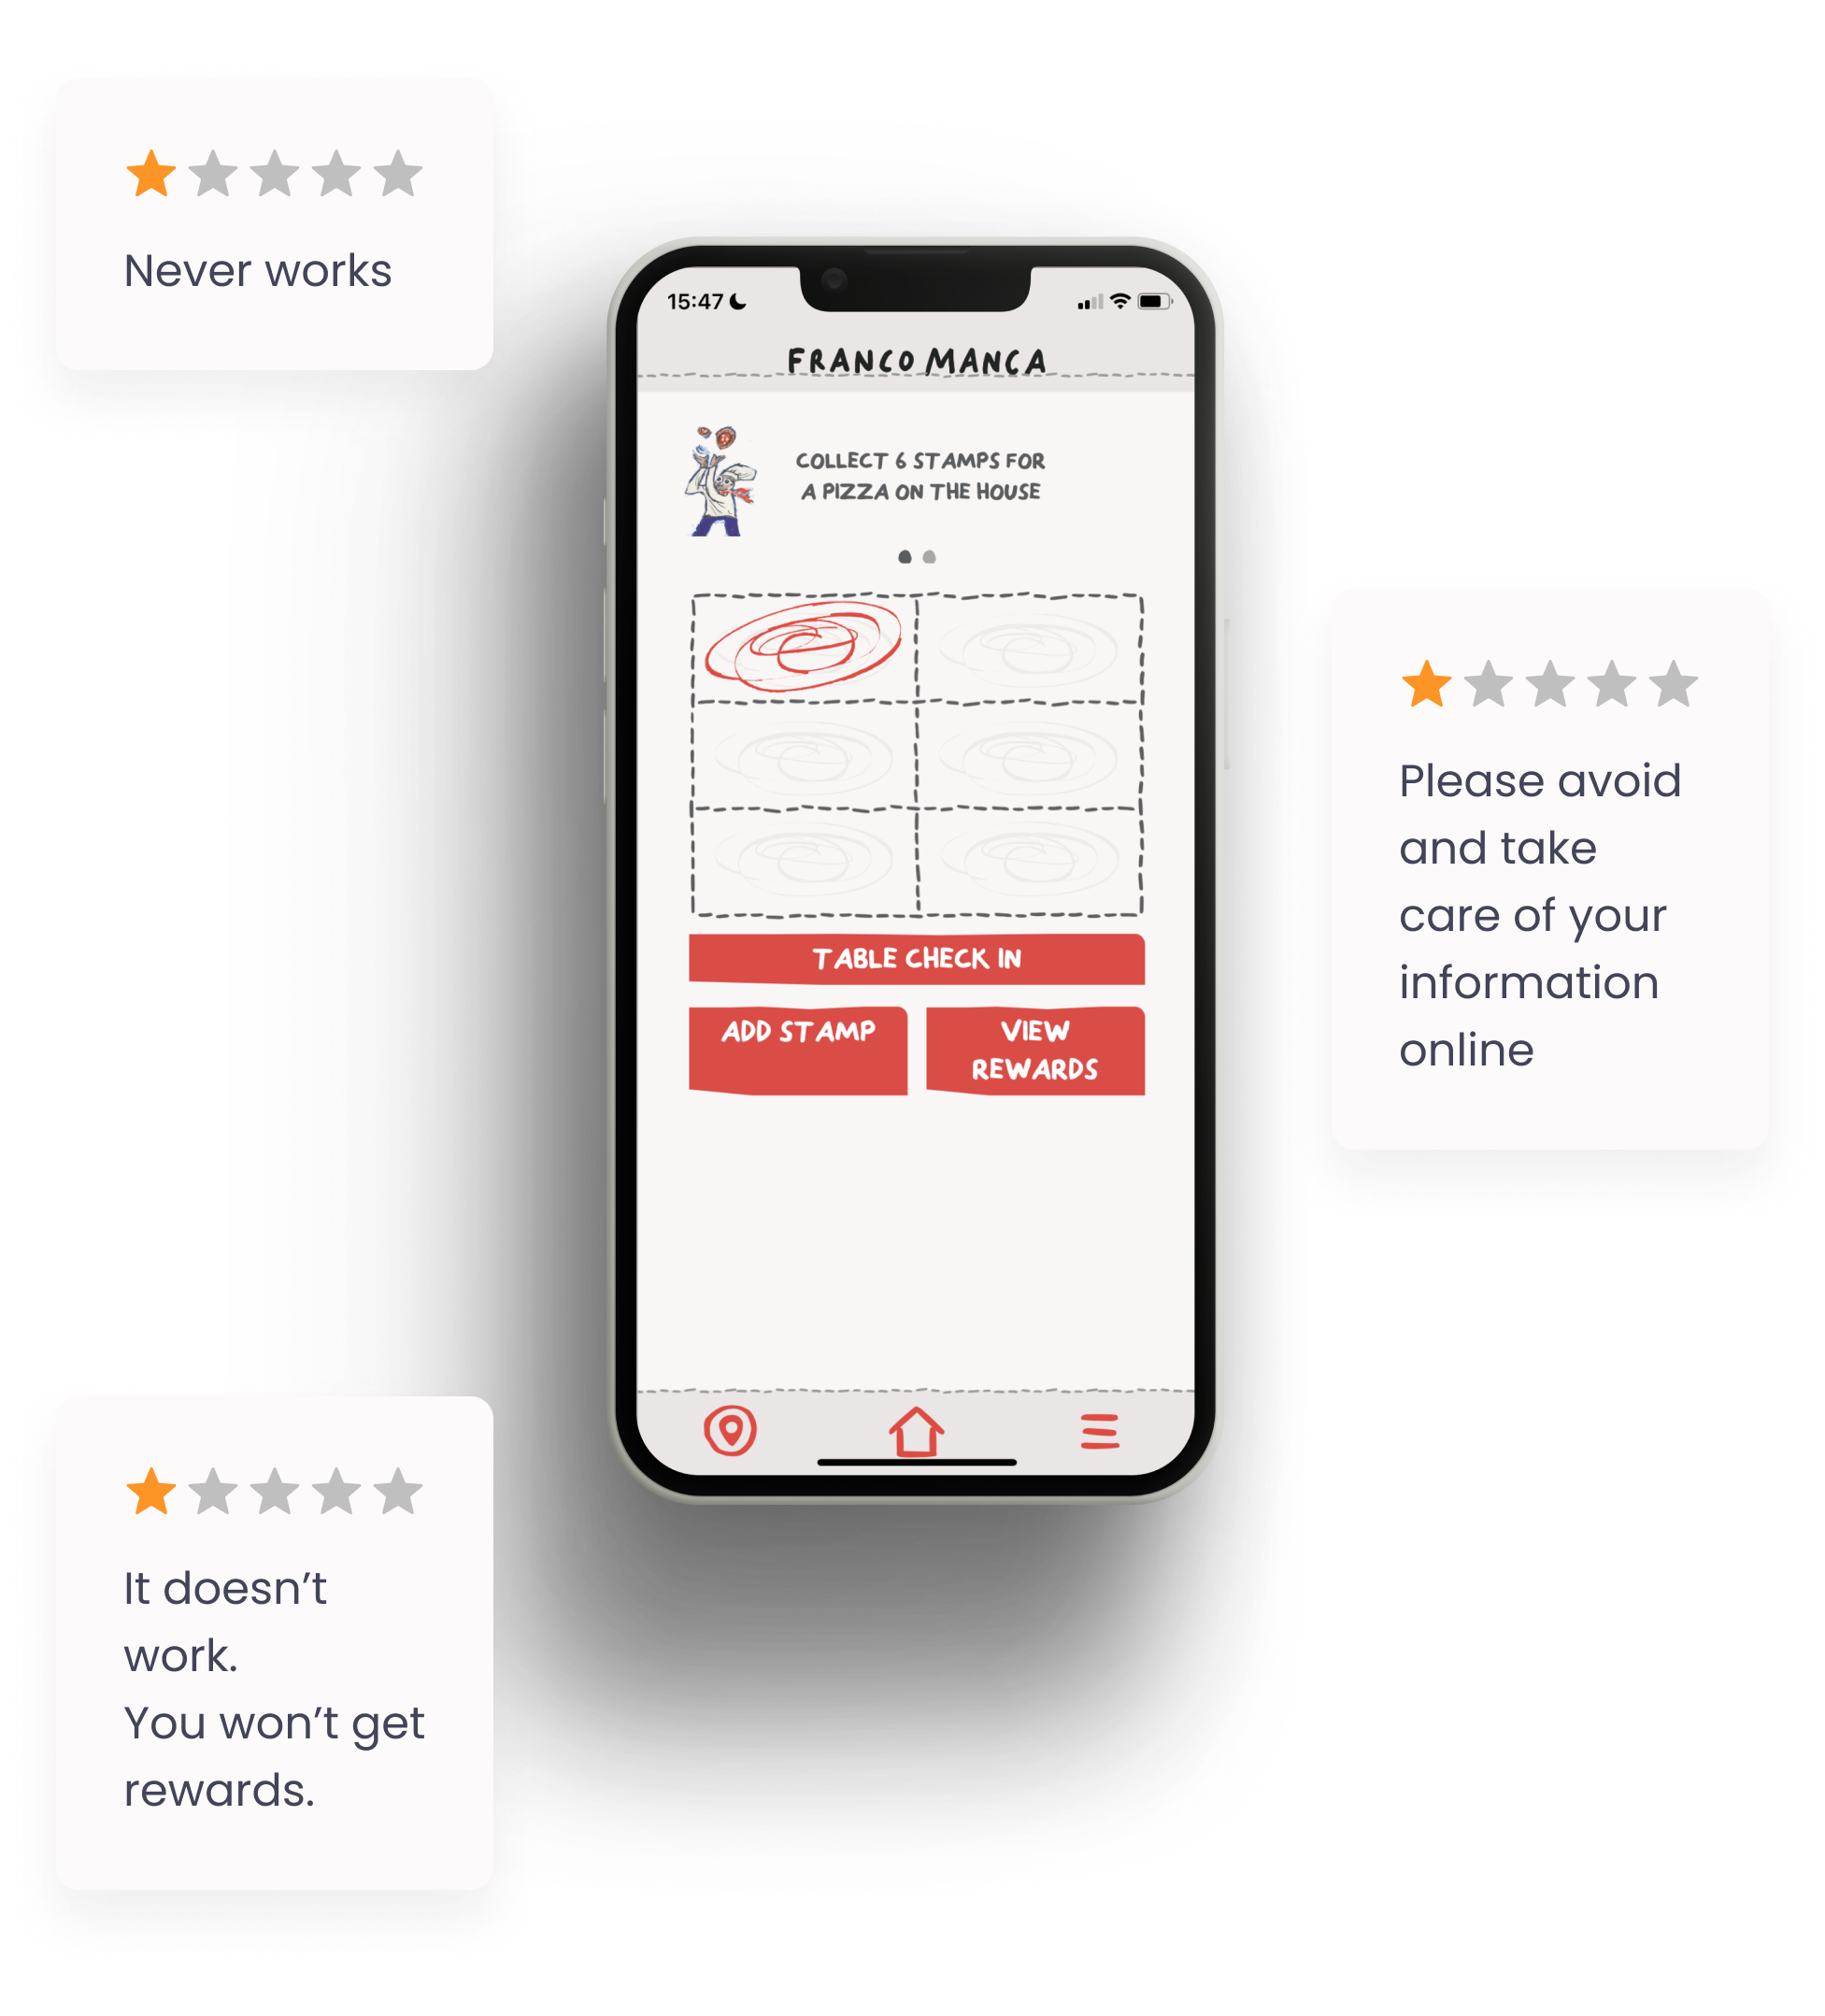 Never works
15:47
FRANCO MANCA
COLLECT 6 STAMPS FOR
A PIZZA ON THE HOUSE
TABLE CHECK IN
ADD STAMP
VIEW
REWARDS
Please avoid
and take
care of your
information
online
It doesn’t
work.
You won’t get
rewards.